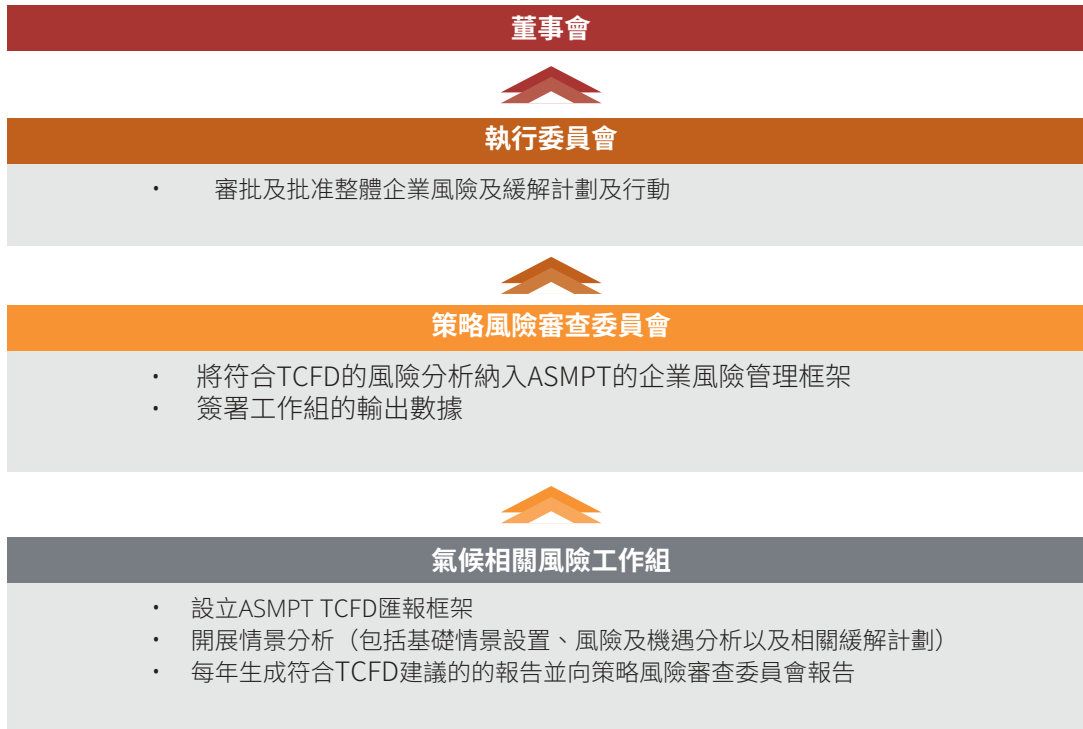 董事會
執行委員會
• 審批及批准整體企業風險及緩解計劃及行動
策略風險審查委員會
• 將符合TCFD的風險分析納入ASMPT的企業風險管理框架
• 簽署工作組的輸出數據
氣候相關風險工作組
• 設立ASMPT TCFD匯報框架
• 開展情景分析（包括基礎情景設置、風險及機遇分析以及相關緩解計劃）
• 每年生成符合TCFD建議的的報告並向策略風險審查委員會報告